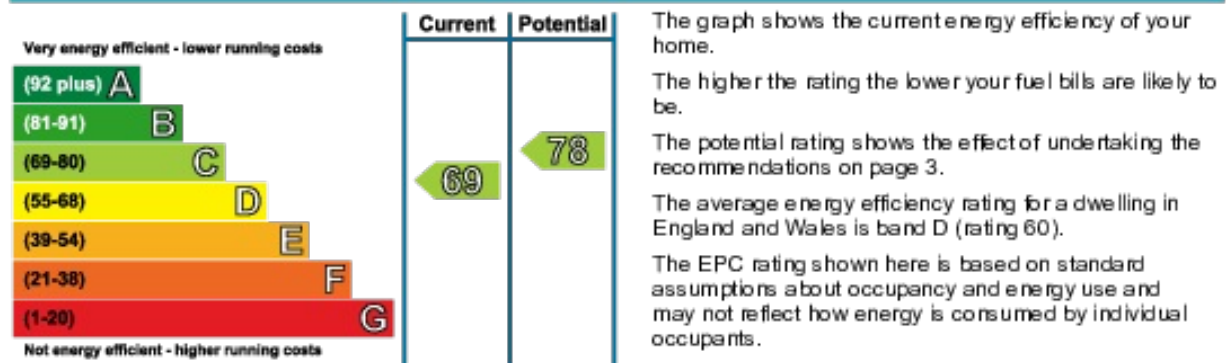 Current Potential
Very energy efficient - lower running costs
(92 plus) A
(81-91) B
(69-80) C
(55-68) D
(39-54) E
(21-38) F
(1-20) G
Not energy efficient - higher running costs
69
78
The graph shows the current energy efficiency of your
home.
The higher the rating the lower your fuel bills are likely to
be.
The potential rating shows the effect of undertaking the
recommendations on page 3.
The average energy efficiency rating for a dwelling in
England and Wales is band D (rating 60).
The EPC rating shown here is based on standard
assumptions about occupancy and energy use and
may not reflect how energy is consumed by individual
occupants.